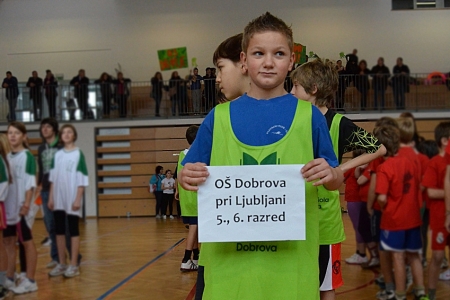 OŠ Dobrova
pri Ljubljani
5., 6. razred
Dobrova